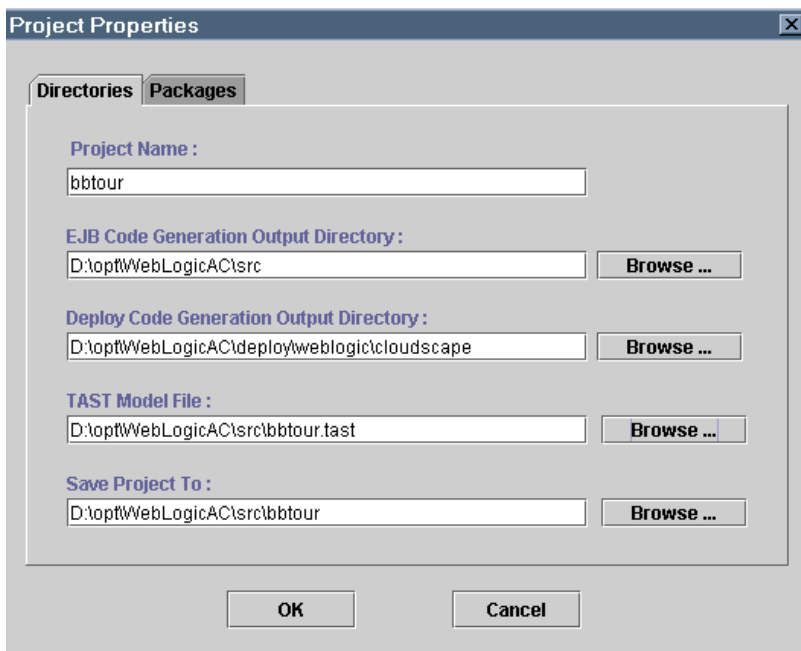 Project Properties
Directories Packages
Project Name :
bbtour
EJB Code Generation Output Directory :
D:\opt\WebLogicAC\src
Browse ...
Deploy Code Generation Output Directory :
D:\opt\WebLogicAC\deploy\weblogic\cloudscape
Browse ...
TAST Model File :
D:\opt\WebLogicAC\src\bbtour.tast
Browse ...
Save Project To :
D:\opt\WebLogicAC\src\bbtour
Browse ...
OK Cancel